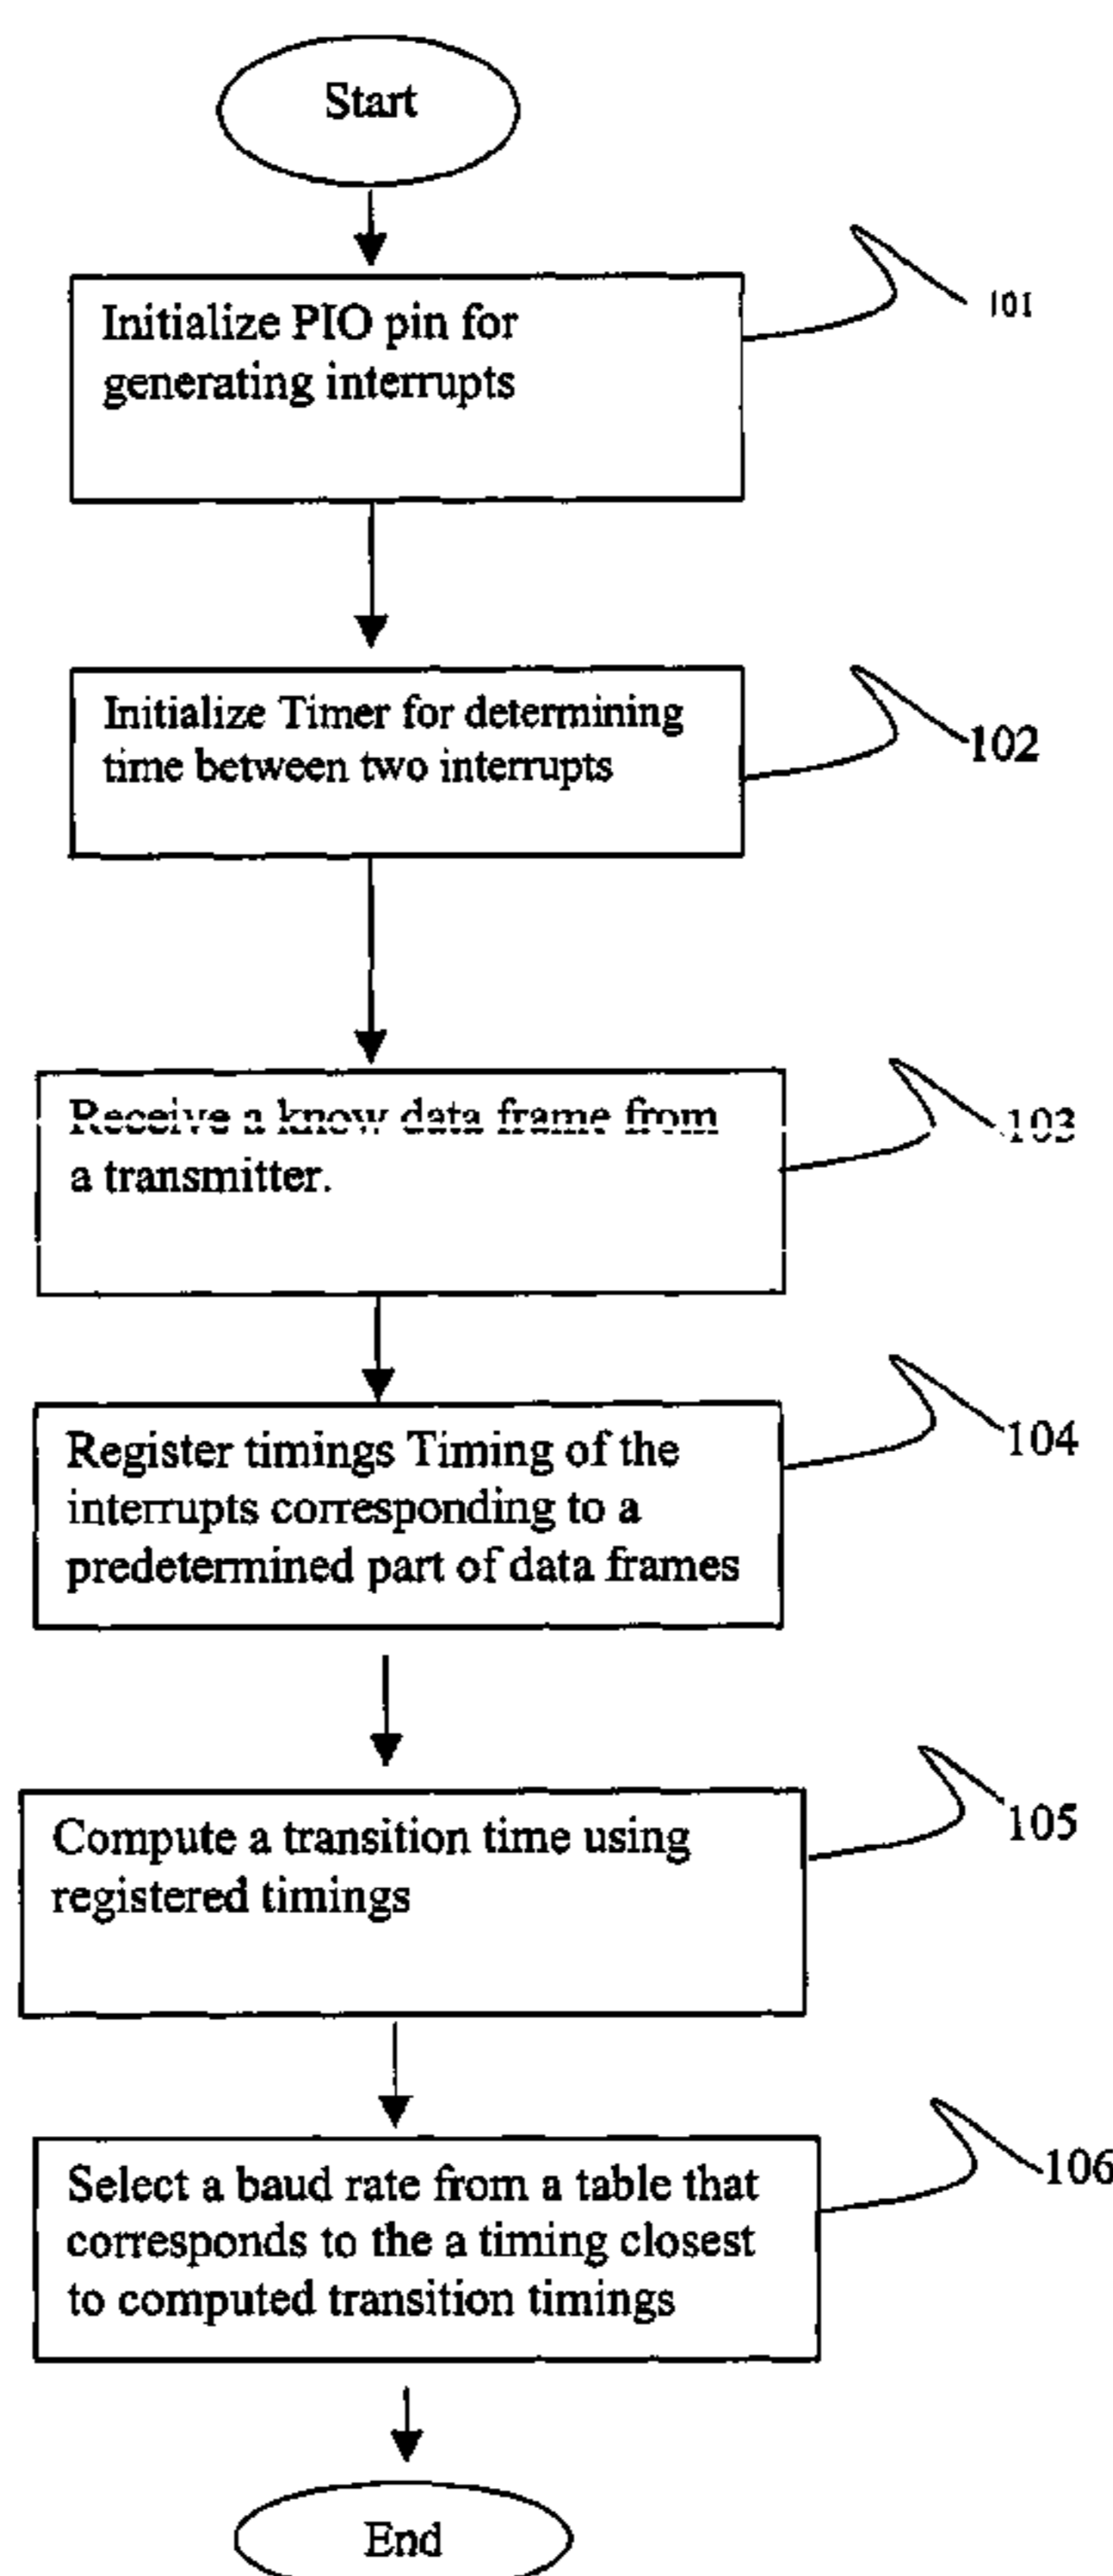 Start
Initialize PIO pin for
generating interrupts
101
Initialize Timer for determining
time between two interrupts
102
Receive a know data frame from
a transmitter.
103
Register timings Timing of the
interrupts corresponding to a
predetermined part of data frames
104
Compute a transition time using
registered timings
105
Select a baud rate from a table that
corresponds to the a timing closest
to computed transition timings
106
End